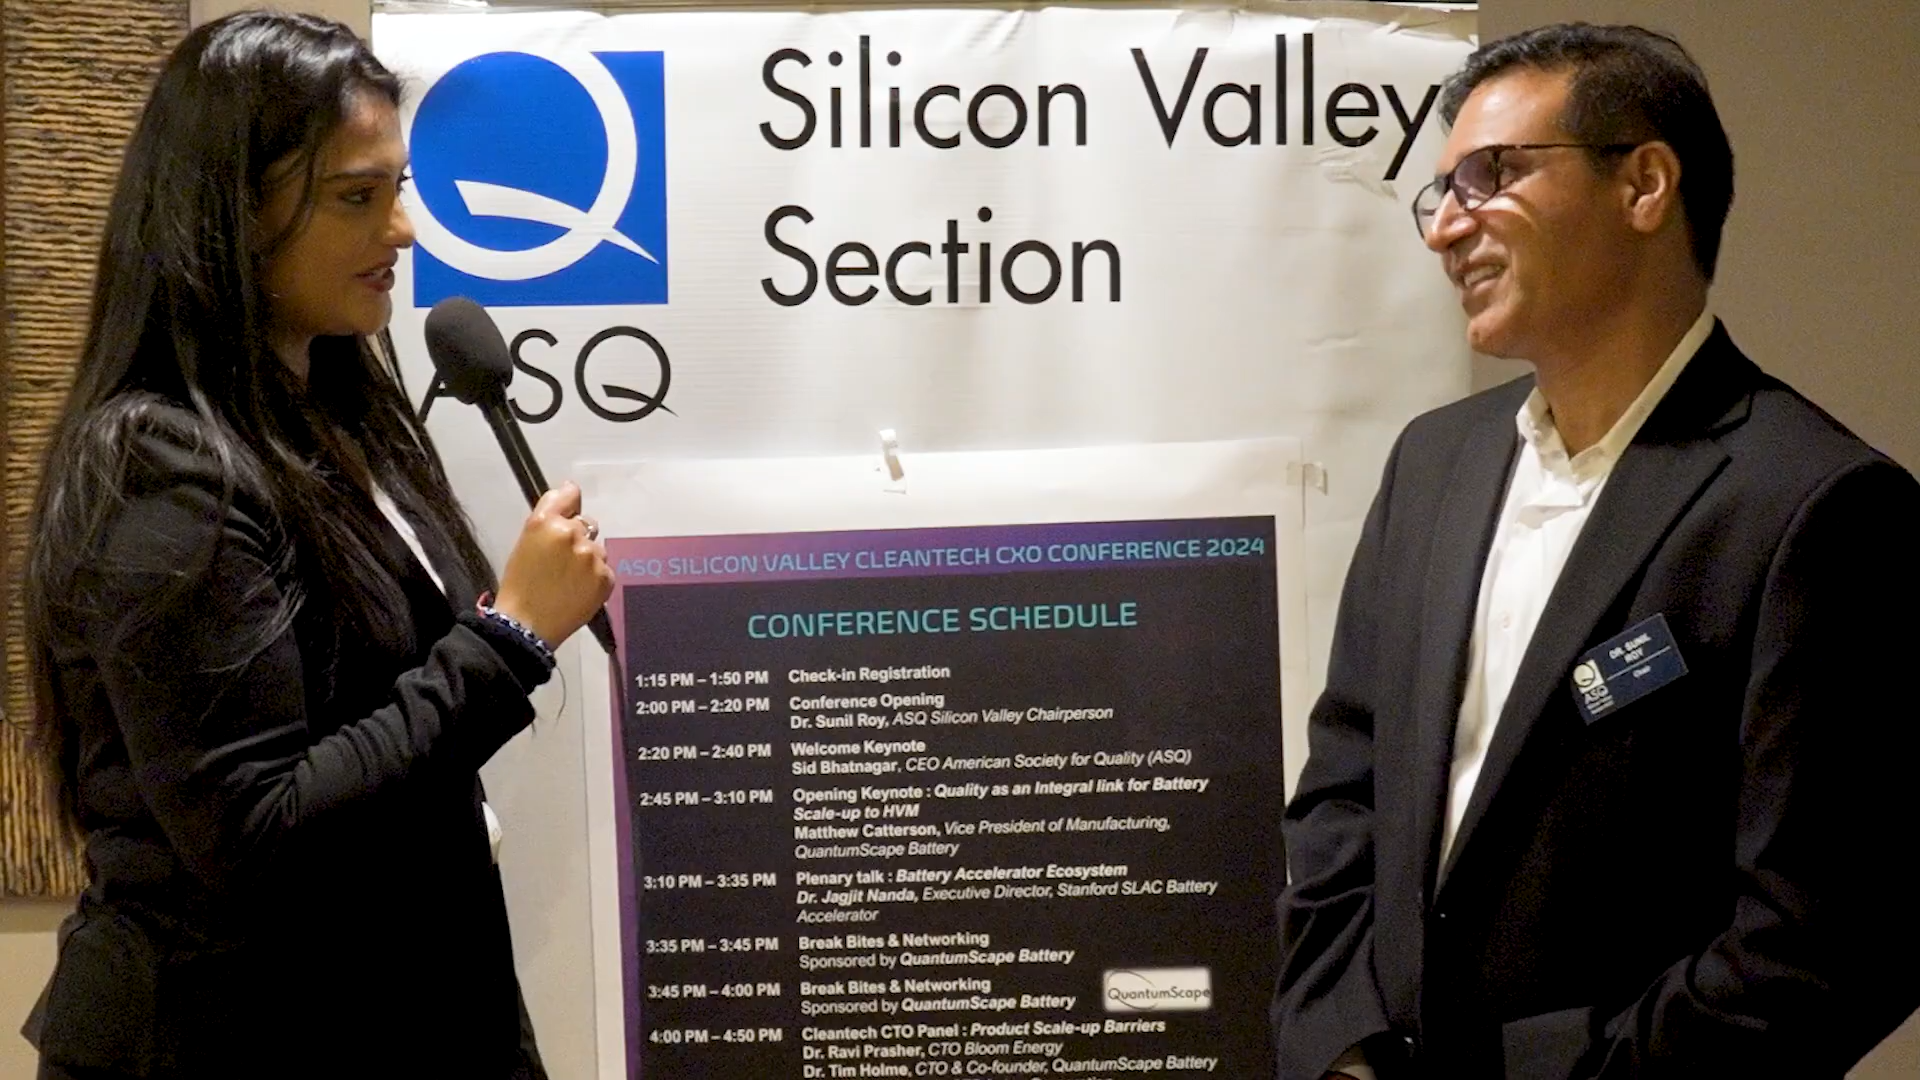 Silicon Valley
Section
ASQ
ASQ SILICON VALLEY CLEANTECH CXO CONFERENCE 2024
CONFERENCE SCHEDULE
1:15 PM – 1:50 PM Check-in Registration
2:00 PM – 2:20 PM Conference Opening
Dr. Sunil Roy, ASQ Silicon Valley Chairperson
2:20 PM – 2:40 PM Welcome Keynote
Sid Bhatnagar, CEO American Society for Quality (ASQ)
2:45 PM – 3:10 PM Opening Keynote : Quality as an Integral link for Battery
Scale-up to HVM
Matthew Catterson, Vice President of Manufacturing,
QuantumScape Battery
3:10 PM – 3:35 PM Plenary talk : Battery Accelerator Ecosystem
Dr. Jagjit Nanda, Executive Director, Stanford SLAC Battery
Accelerator
3:35 PM – 3:45 PM Break Bites & Networking
Sponsored by QuantumScape Battery
3:45 PM – 4:00 PM Break Bites & Networking
Sponsored by QuantumScape Battery
QuantumScape
4:00 PM – 4:50 PM Cleantech CTO Panel : Product Scale-up Barriers
Dr. Ravi Prasher, CTO Bloom Energy
Dr. Tim Holme, CTO & Co-founder, QuantumScape Battery
DR. SUNIL
ROY
Chair
ASQ